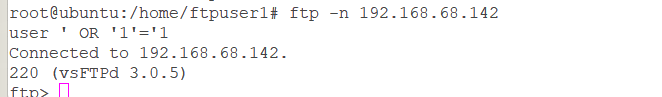 root@ubuntu:/home/ftpuser1# ftp -n 192.168.68.142
user ' OR '1'='1
Connected to 192.168.68.142.
220 (vsFTPd 3.0.5)
ftp>